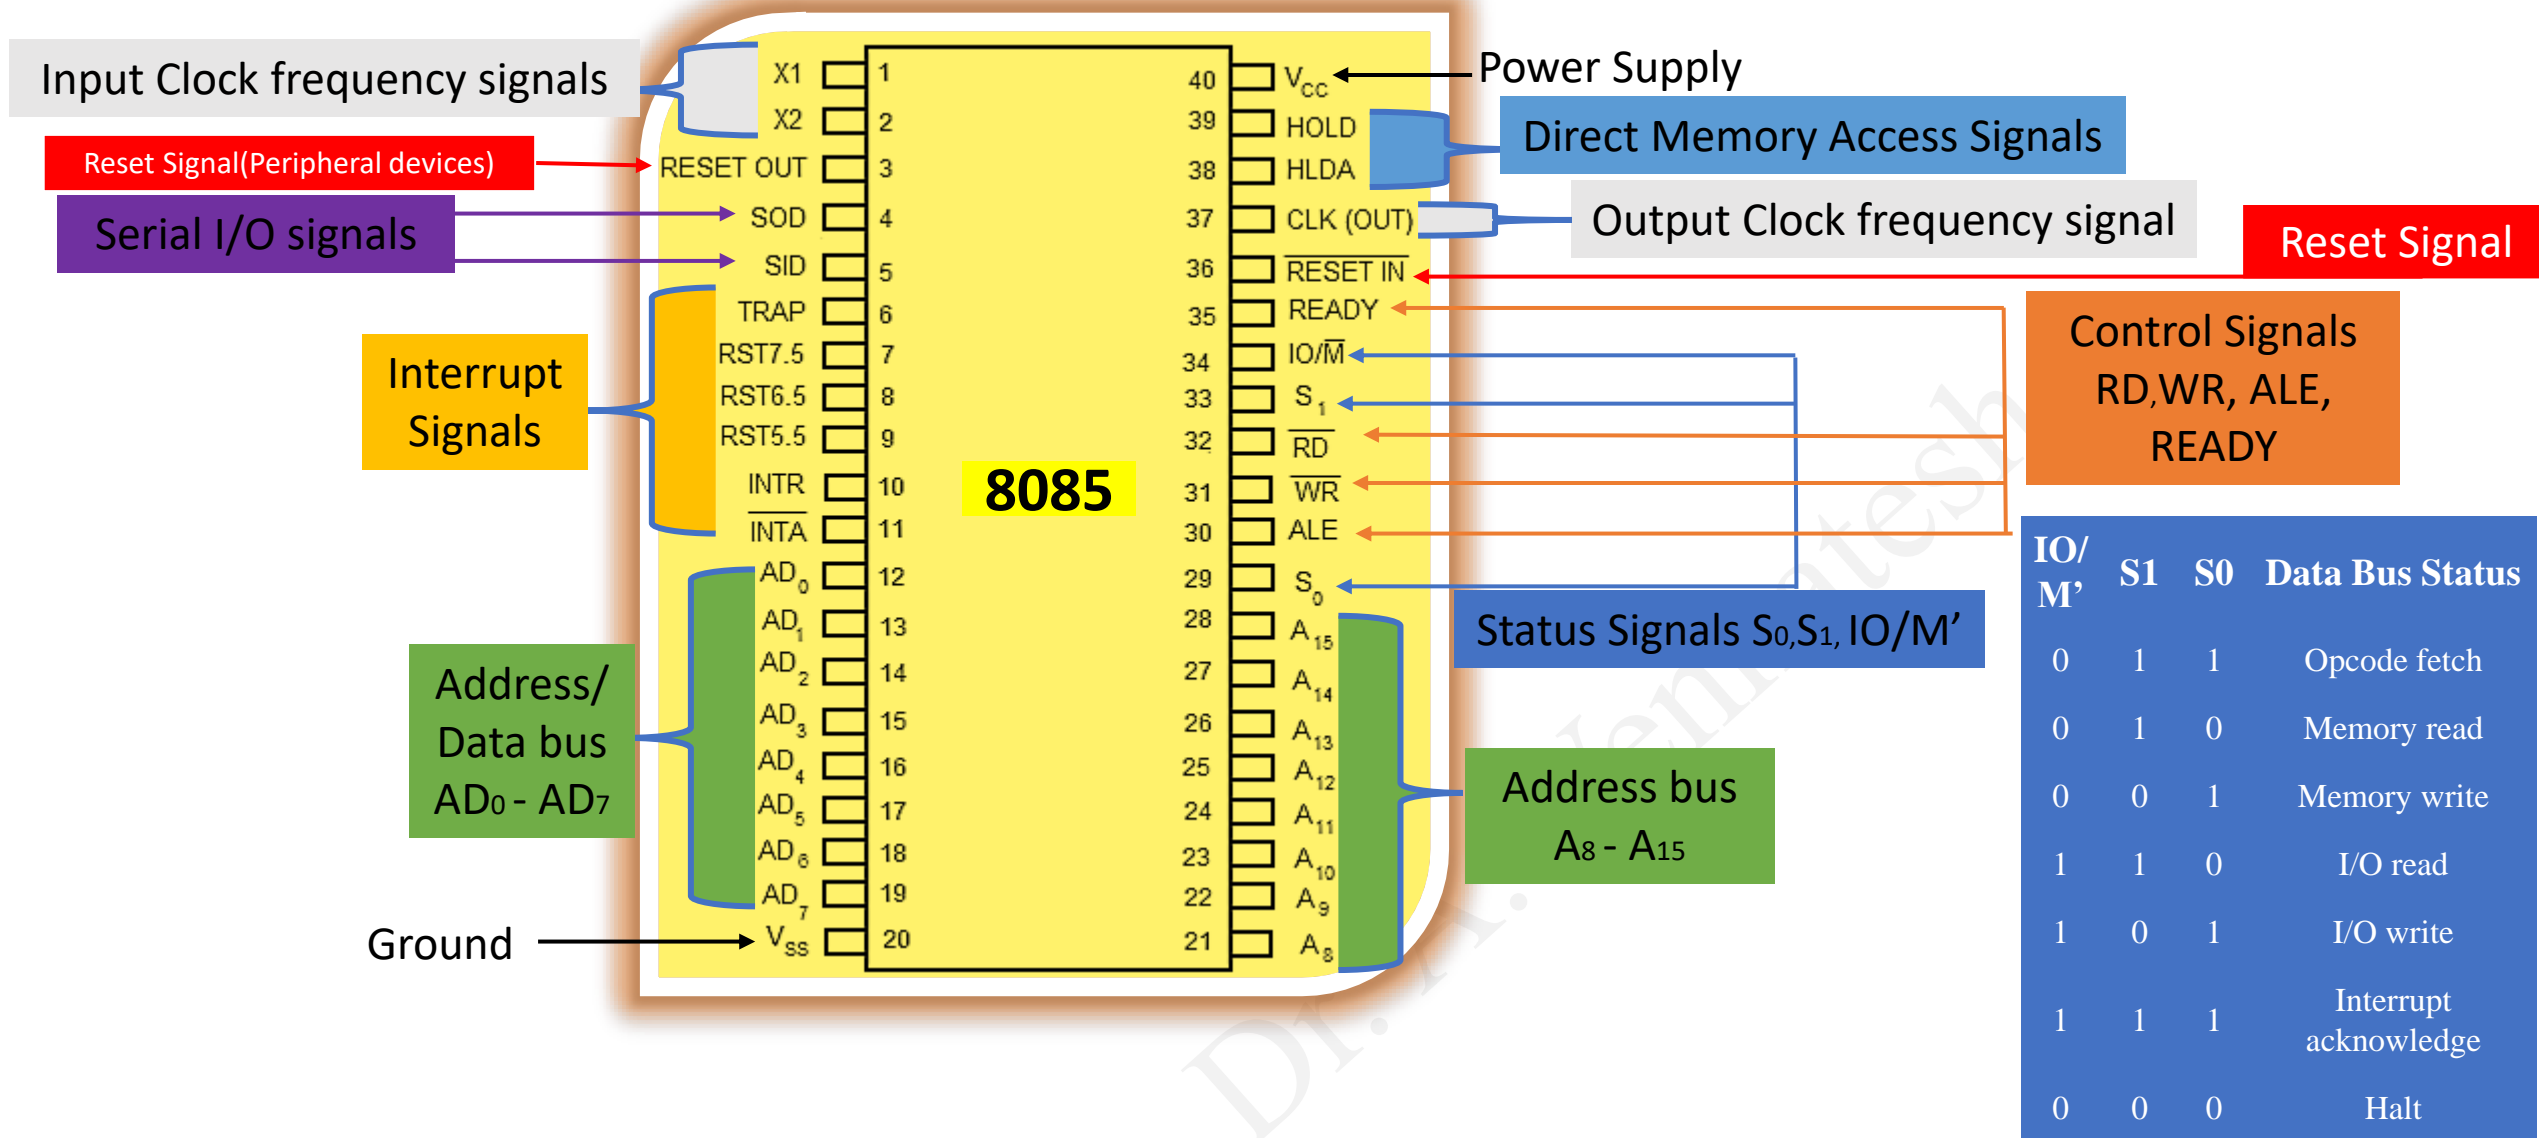 Input Clock frequency signals
Reset Signal(Peripheral devices)
Serial I/O signals
Interrupt
Signals
Address/
Data bus
AD0 - AD7
Ground
X1
X2
RESET OUT
SOD
SID
TRAP
RST7.5
RST6.5
RST5.5
INTR
I̅N̅T̅A̅
AD0
AD1
AD2
AD3
AD4
AD5
AD6
AD7
VSS
1
2
3
4
5
6
7
8
9
10
11
12
13
14
15
16
17
18
19
20
8085
40
39
38
37
36
35
34
33
32
31
30
29
28
27
26
25
24
23
22
21
VCC
HOLD
HLDA
CLK (OUT)
R̅E̅S̅E̅T̅ I̅N̅
READY
IO/M̅
S1
R̅D̅
W̅R̅
ALE
S0
A15
A14
A13
A12
A11
A10
A9
A8
Power Supply
Direct Memory Access Signals
Output Clock frequency signal
Reset Signal
Control Signals
RD,WR, ALE,
READY
Status Signals S0,S1, IO/M’
Address bus
A8 - A15
IO/
M’ S1 S0 Data Bus Status
0 1 1 Opcode fetch
0 1 0 Memory read
0 0 1 Memory write
1 1 0 I/O read
1 0 1 I/O write
1 1 1 Interrupt
acknowledge
0 0 0 Halt